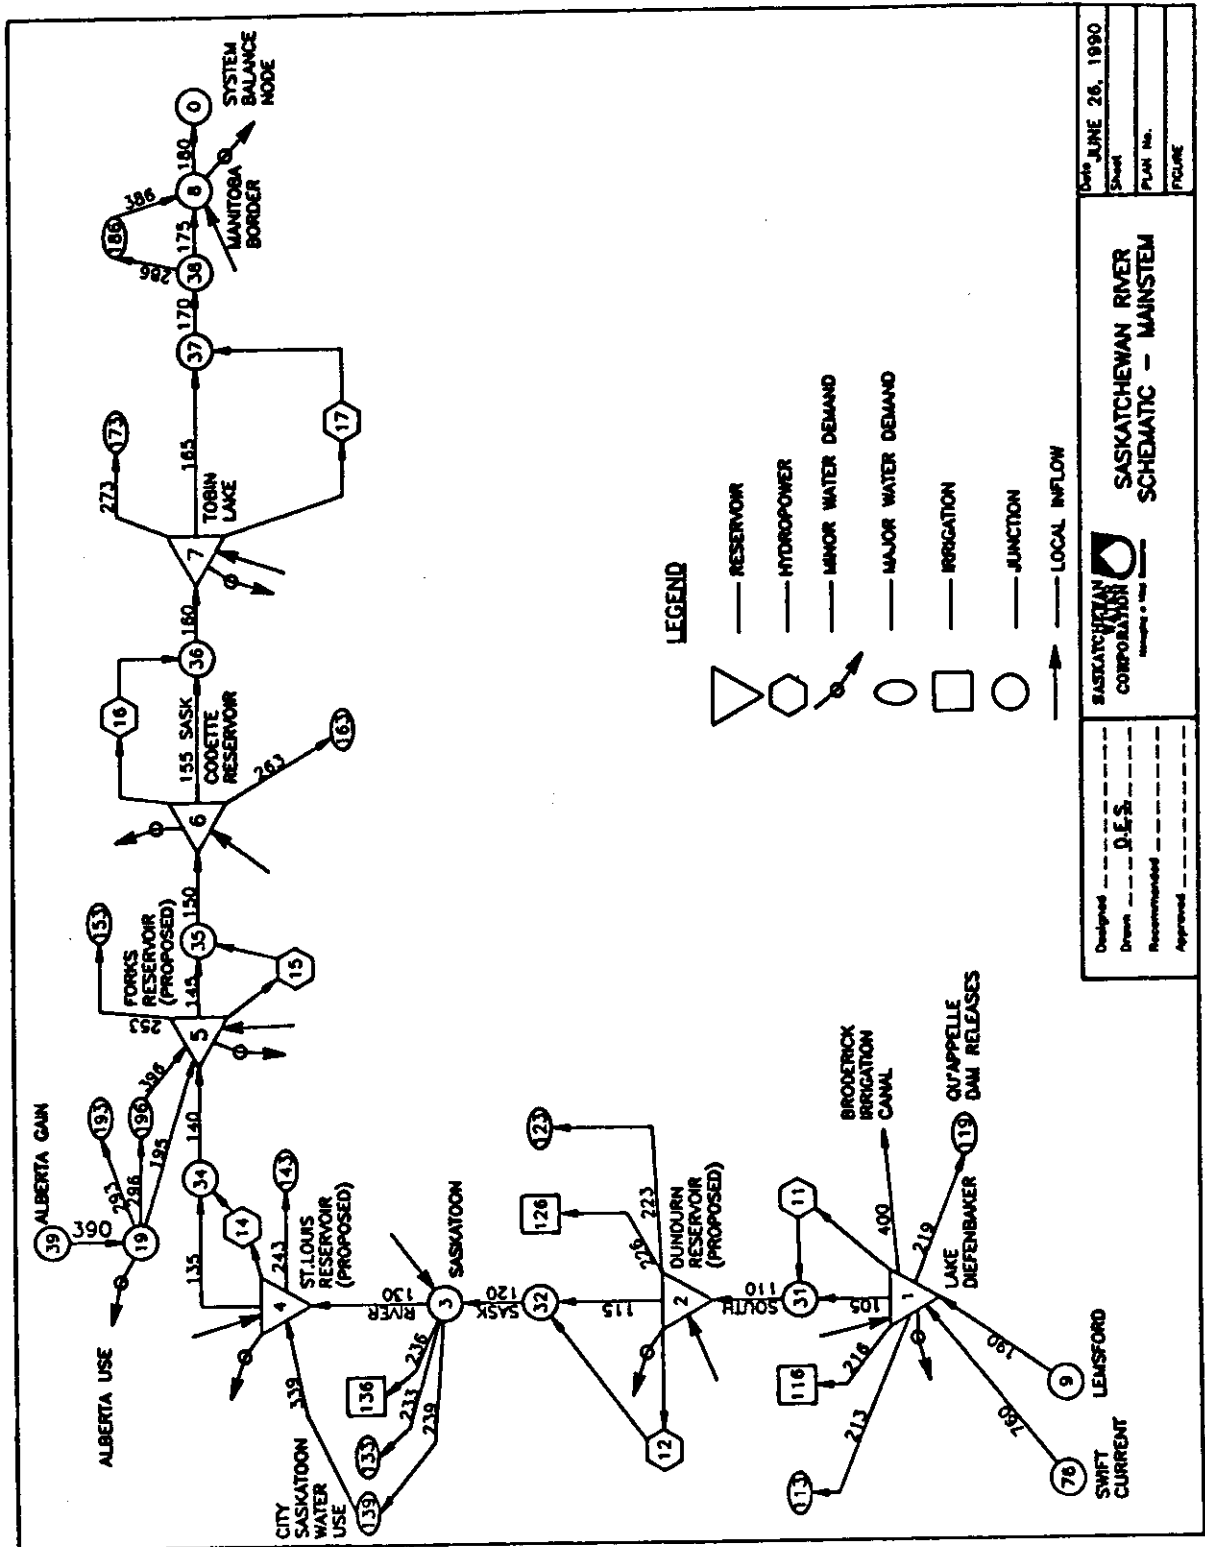 39
ALBERTA GAIN
390
ALBERTA USE
19
293
193
296
196
396
195
253
153
FORKS
RESERVOIR
(PROPOSED)
5
145
35
150
15
135
34
140
14
4
243
143
ST.LOUIS
RESERVOIR
(PROPOSED)
CITY
SASKATOON
WATER
USE
139
339
RIVER
130
136
236
133
233
239
3
SASKATOON
SASK
120
32
6
155 SASK
CODETTE
RESERVOIR
16
263
163
36
160
7
TOBIN
LAKE
273
173
165
17
37
170
38
286
186
386
175
8
MANITOBA
BORDER
180
0
SYSTEM
BALANCE
NODE
115
12
2
226
126
223
123
DUNDURN
RESERVOIR
(PROPOSED)
SOUTH
110
31
11
105
1
216
116
213
113
LAKE
DIEFENBAKER
400
BRODERICK
IRRIGATION
CANAL
219
119
QU'APPELLE
DAM RELEASES
760
76
SWIFT
CURRENT
190
9
LEMSFORD
LEGEND
RESERVOIR
HYDROPOWER
MINOR WATER DEMAND
MAJOR WATER DEMAND
IRRIGATION
JUNCTION
LOCAL INFLOW
Designed
Drawn D.E.S.
Recommended
Approved
SASKATCHEWAN
WATER
CORPORATION
SASKATCHEWAN RIVER
SCHEMATIC - MAINSTEM
Date JUNE 26, 1990
Sheet
PLAN No.
FIGURE